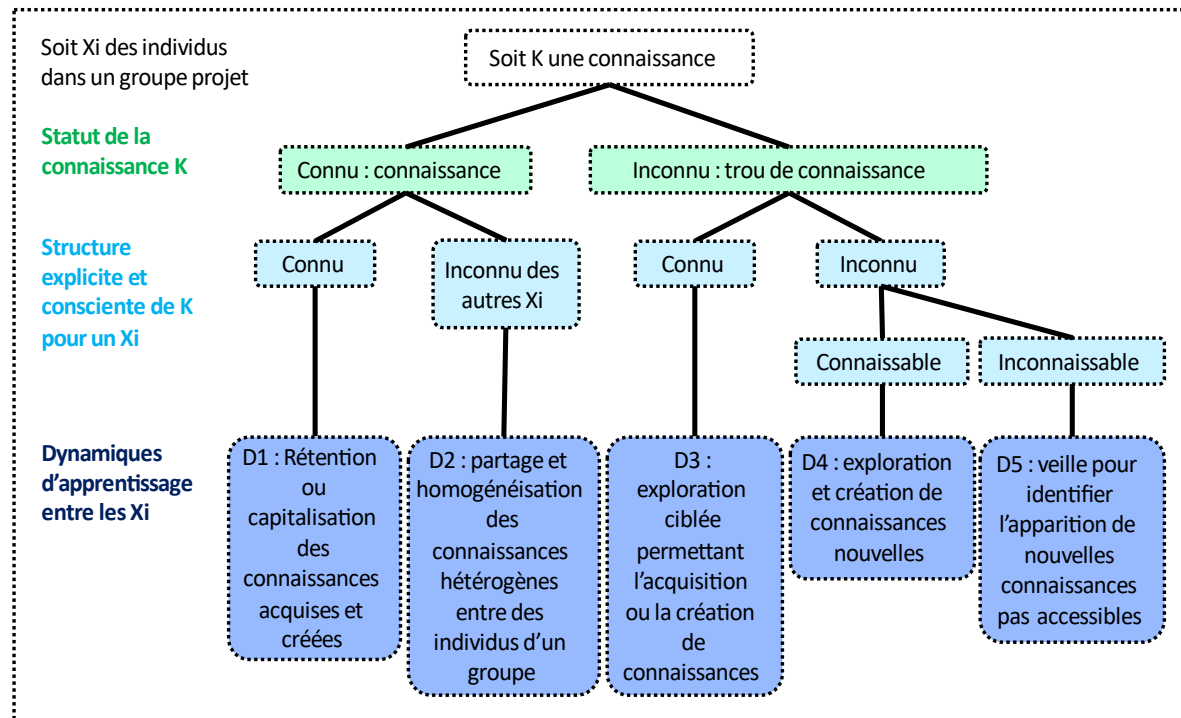 Soit Xi des individus
dans un groupe projet
Soit K une connaissance
Statut de la
connaissance K
Connu : connaissance
Inconnu : trou de connaissance
Structure
explicite et
consciente de K
pour un Xi
Connu
Inconnu des
autres Xi
Connu
Inconnu
Connaissable
Inconnaissable
Dynamiques
d’apprentissage
entre les Xi
D1 : Rétention
ou
capitalisation
des
connaissances
acquises et
créées
D2 : partage et
homogénéisation
des
connaissances
hétérogènes
entre des
individus d’un
groupe
D3 :
exploration
ciblée
permettant
l’acquisition
ou la création
de
connaissances
D4 : exploration
et création de
connaissances
nouvelles
D5 : veille pour
identifier
l’apparition de
nouvelles
connaissances
pas accessibles